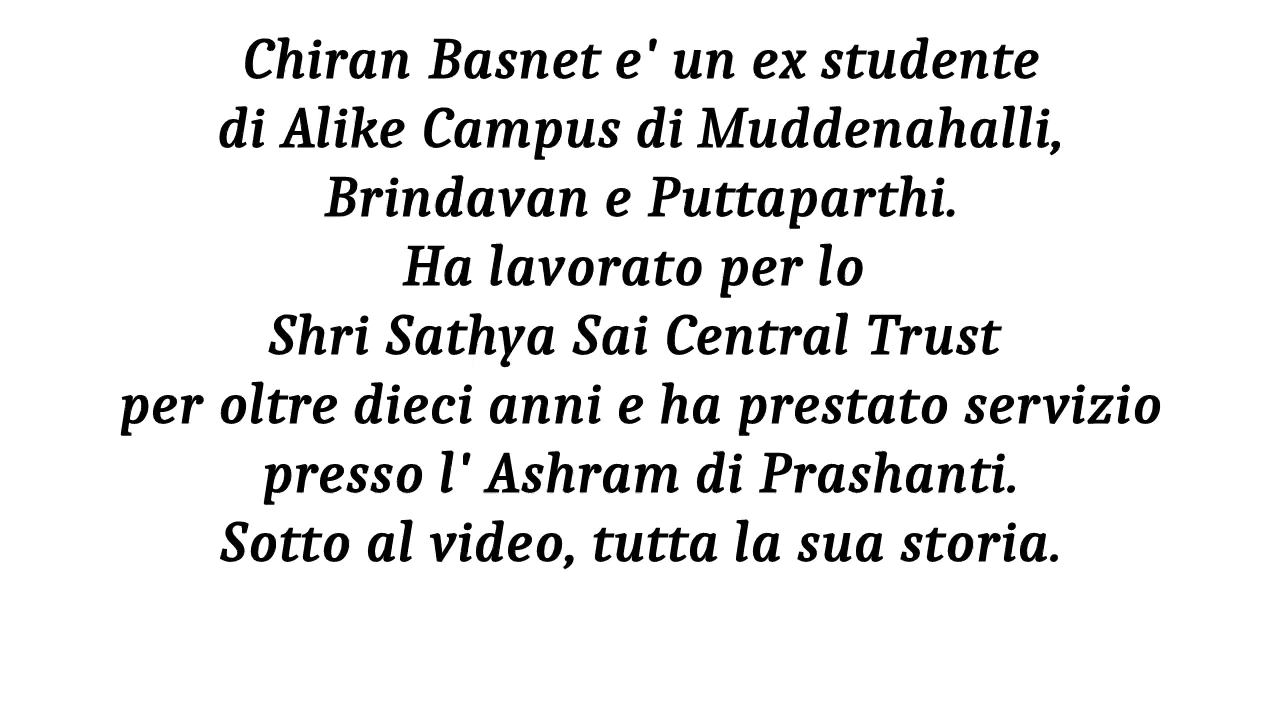 Chiran Basnet e' un ex studente
di Alike Campus di Muddenahalli,
Brindavan e Puttaparthi.
Ha lavorato per lo
Shri Sathya Sai Central Trust
per oltre dieci anni e ha prestato servizio
presso l' Ashram di Prashanti.
Sotto al video, tutta la sua storia.